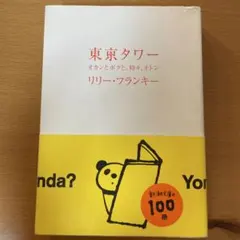 東京タワー
オカンとボクと、時々、オトン
リリー・フランキー
nda?
Yon
新潮文庫の
100冊